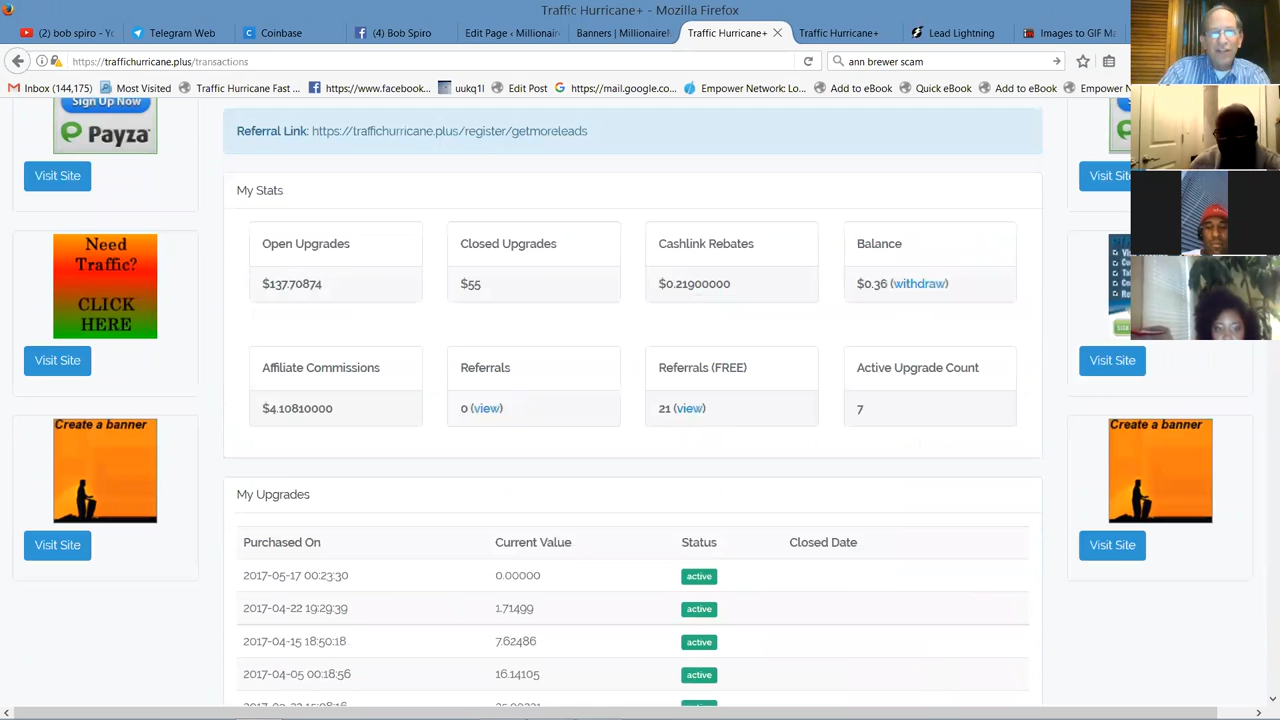 Traffic Hurricane+ - Mozilla Firefox
(2) bob spiro - Yo
Telegram Web
Coinbase
(4) Bob Spiro
Edit Page ‹ Millionair
Banners| Millionaire!
Traffic Hurricane+
Traffic Hurricane+
Lead Lightning
Images to GIF Ma
https://traffichurricane.plus/transactions
ann seiver scam
Inbox (144,175)
Most Visited
Traffic Hurricane Fast ...
https://www.facebook....
sukq1l
Edit Post
https://mail.google.co...
Empower Network: Lo...
Add to eBook
Quick eBook
Add to eBook
Empower N
Sign Up Now
Payza
Visit Site
Referral Link: https://traffichurricane.plus/register/getmoreleads
Visit Site
My Stats
Need
Traffic?
CLICK
HERE
Visit Site
Open Upgrades
Closed Upgrades
Cashlink Rebates
Balance
$137.70874
$55
$0.21900000
$0.36 (withdraw)
Affiliate Commissions
Referrals
Referrals (FREE)
Active Upgrade Count
$4.10810000
0 (view)
21 (view)
7
Visit Site
Create a banner
Visit Site
My Upgrades
Purchased On
Current Value
Status
Closed Date
2017-05-17 00:23:30
0.00000
active
2017-04-22 19:29:39
1.71499
active
2017-04-15 18:50:18
7.62486
active
2017-04-05 00:18:56
16.14105
active
Create a banner
Visit Site